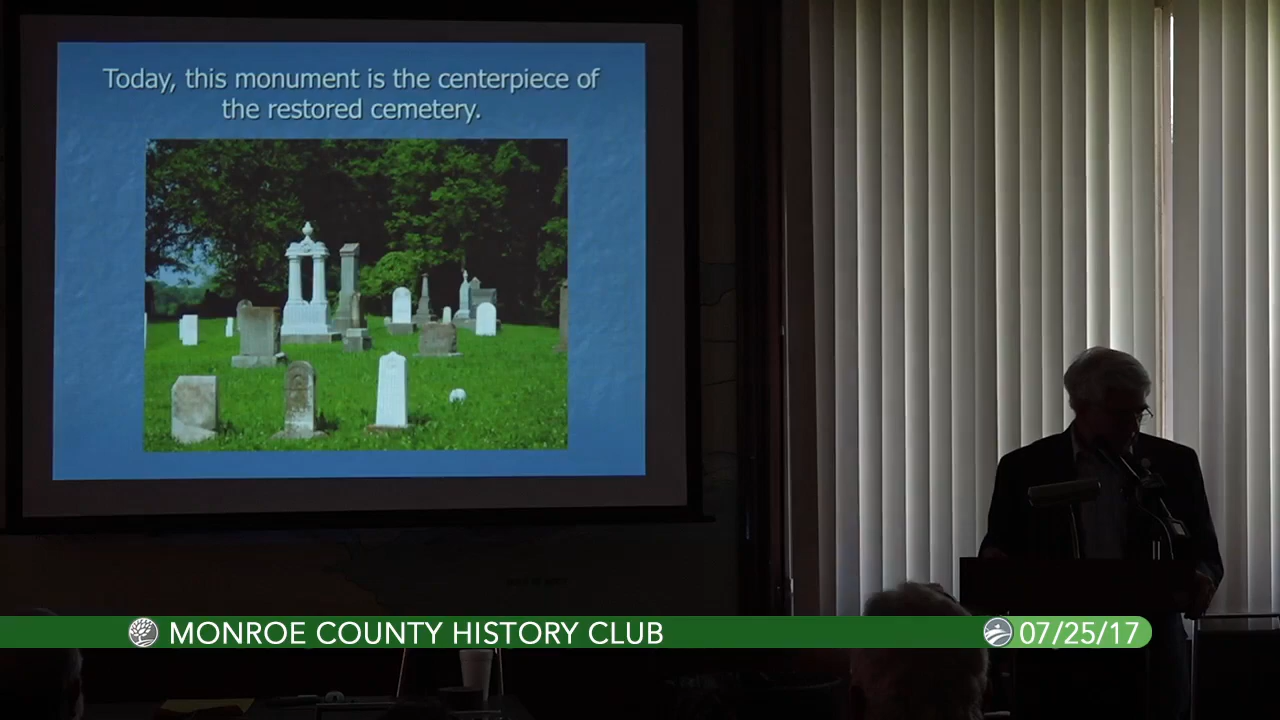 Today, this monument is the centerpiece of
the restored cemetery.
MONROE COUNTY HISTORY CLUB
07/25/17